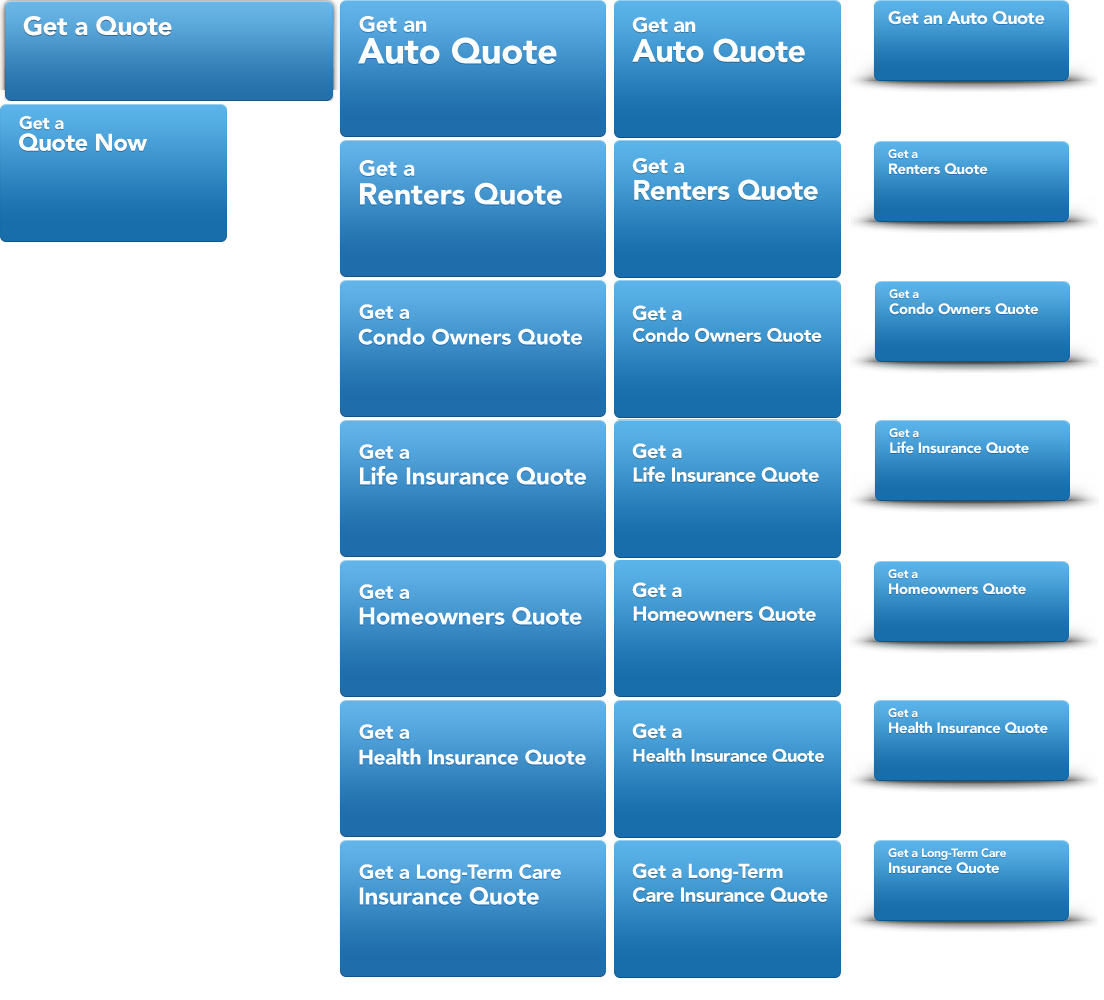 Get a Quote
Get a
Quote Now
Get an
Auto Quote
Get a
Renters Quote
Get a
Condo Owners Quote
Get a
Life Insurance Quote
Get a
Homeowners Quote
Get a
Health Insurance Quote
Get a Long-Term Care
Insurance Quote
Get an
Auto Quote
Get a
Renters Quote
Get a
Condo Owners Quote
Get a
Life Insurance Quote
Get a
Homeowners Quote
Get a
Health Insurance Quote
Get a Long-Term
Care Insurance Quote
Get an Auto Quote
Get a
Renters Quote
Get a
Condo Owners Quote
Get a
Life Insurance Quote
Get a
Homeowners Quote
Get a
Health Insurance Quote
Get a Long-Term Care
Insurance Quote